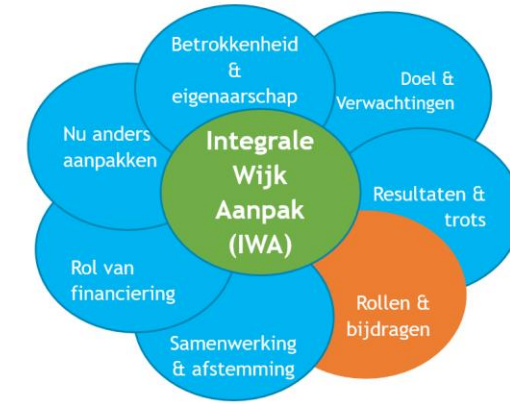 Betrokkenheid
&
eigenaarschap
Doel &
Verwachtingen
Nu anders
aanpakken
Integrale
Wijk
Aanpak
(IWA)
Resultaten &
trots
Rol van
financiering
Rollen &
bijdragen
Samenwerking
& afstemming